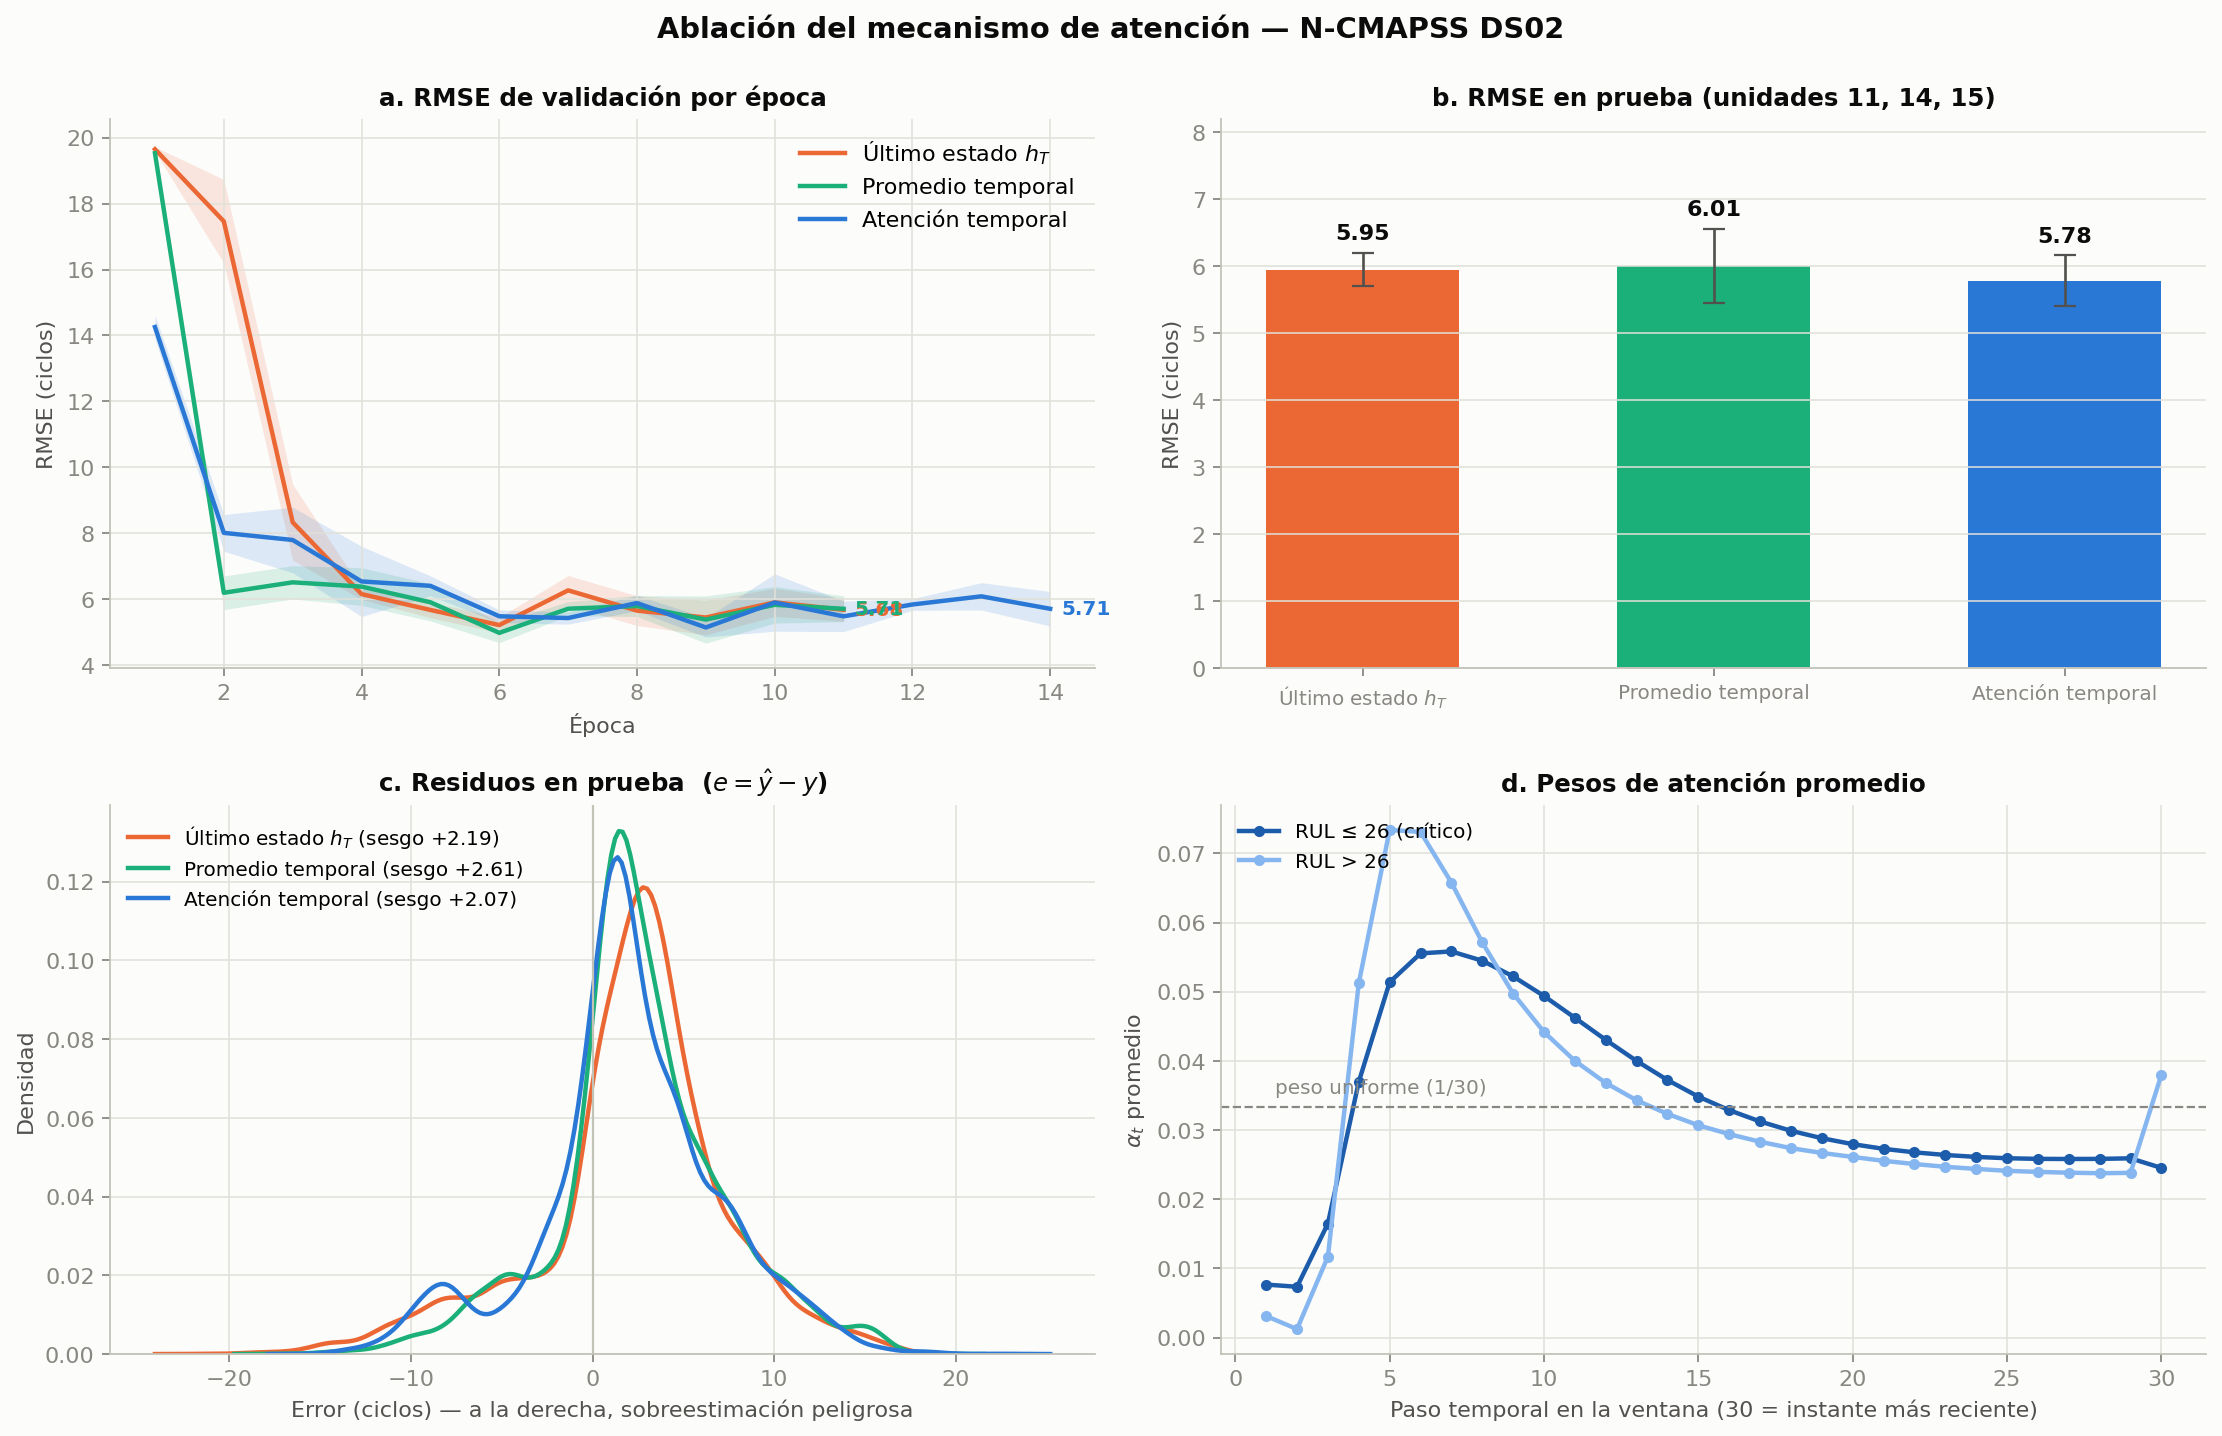 Ablación del mecanismo de atención — N-CMAPSS DS02
a. RMSE de validación por época
20
18
16
14
12
10
8
6
4
RMSE (ciclos)
Último estado h_T
Promedio temporal
Atención temporal
5.71
2
4
6
8
10
12
14
Época
b. RMSE en prueba (unidades 11, 14, 15)
8
7
6
5
4
3
2
1
0
RMSE (ciclos)
5.95
6.01
5.78
Último estado h_T
Promedio temporal
Atención temporal
c. Residuos en prueba (e = ŷ − y)
Último estado h_T (sesgo +2.19)
Promedio temporal (sesgo +2.61)
Atención temporal (sesgo +2.07)
0.12
0.10
0.08
0.06
0.04
0.02
0.00
Densidad
−20
−10
0
10
20
Error (ciclos) — a la derecha, sobreestimación peligrosa
d. Pesos de atención promedio
RUL ≤ 26 (crítico)
RUL > 26
0.07
0.06
0.05
0.04
0.03
0.02
0.01
0.00
α_t promedio
peso uniforme (1/30)
0
5
10
15
20
25
30
Paso temporal en la ventana (30 = instante más reciente)